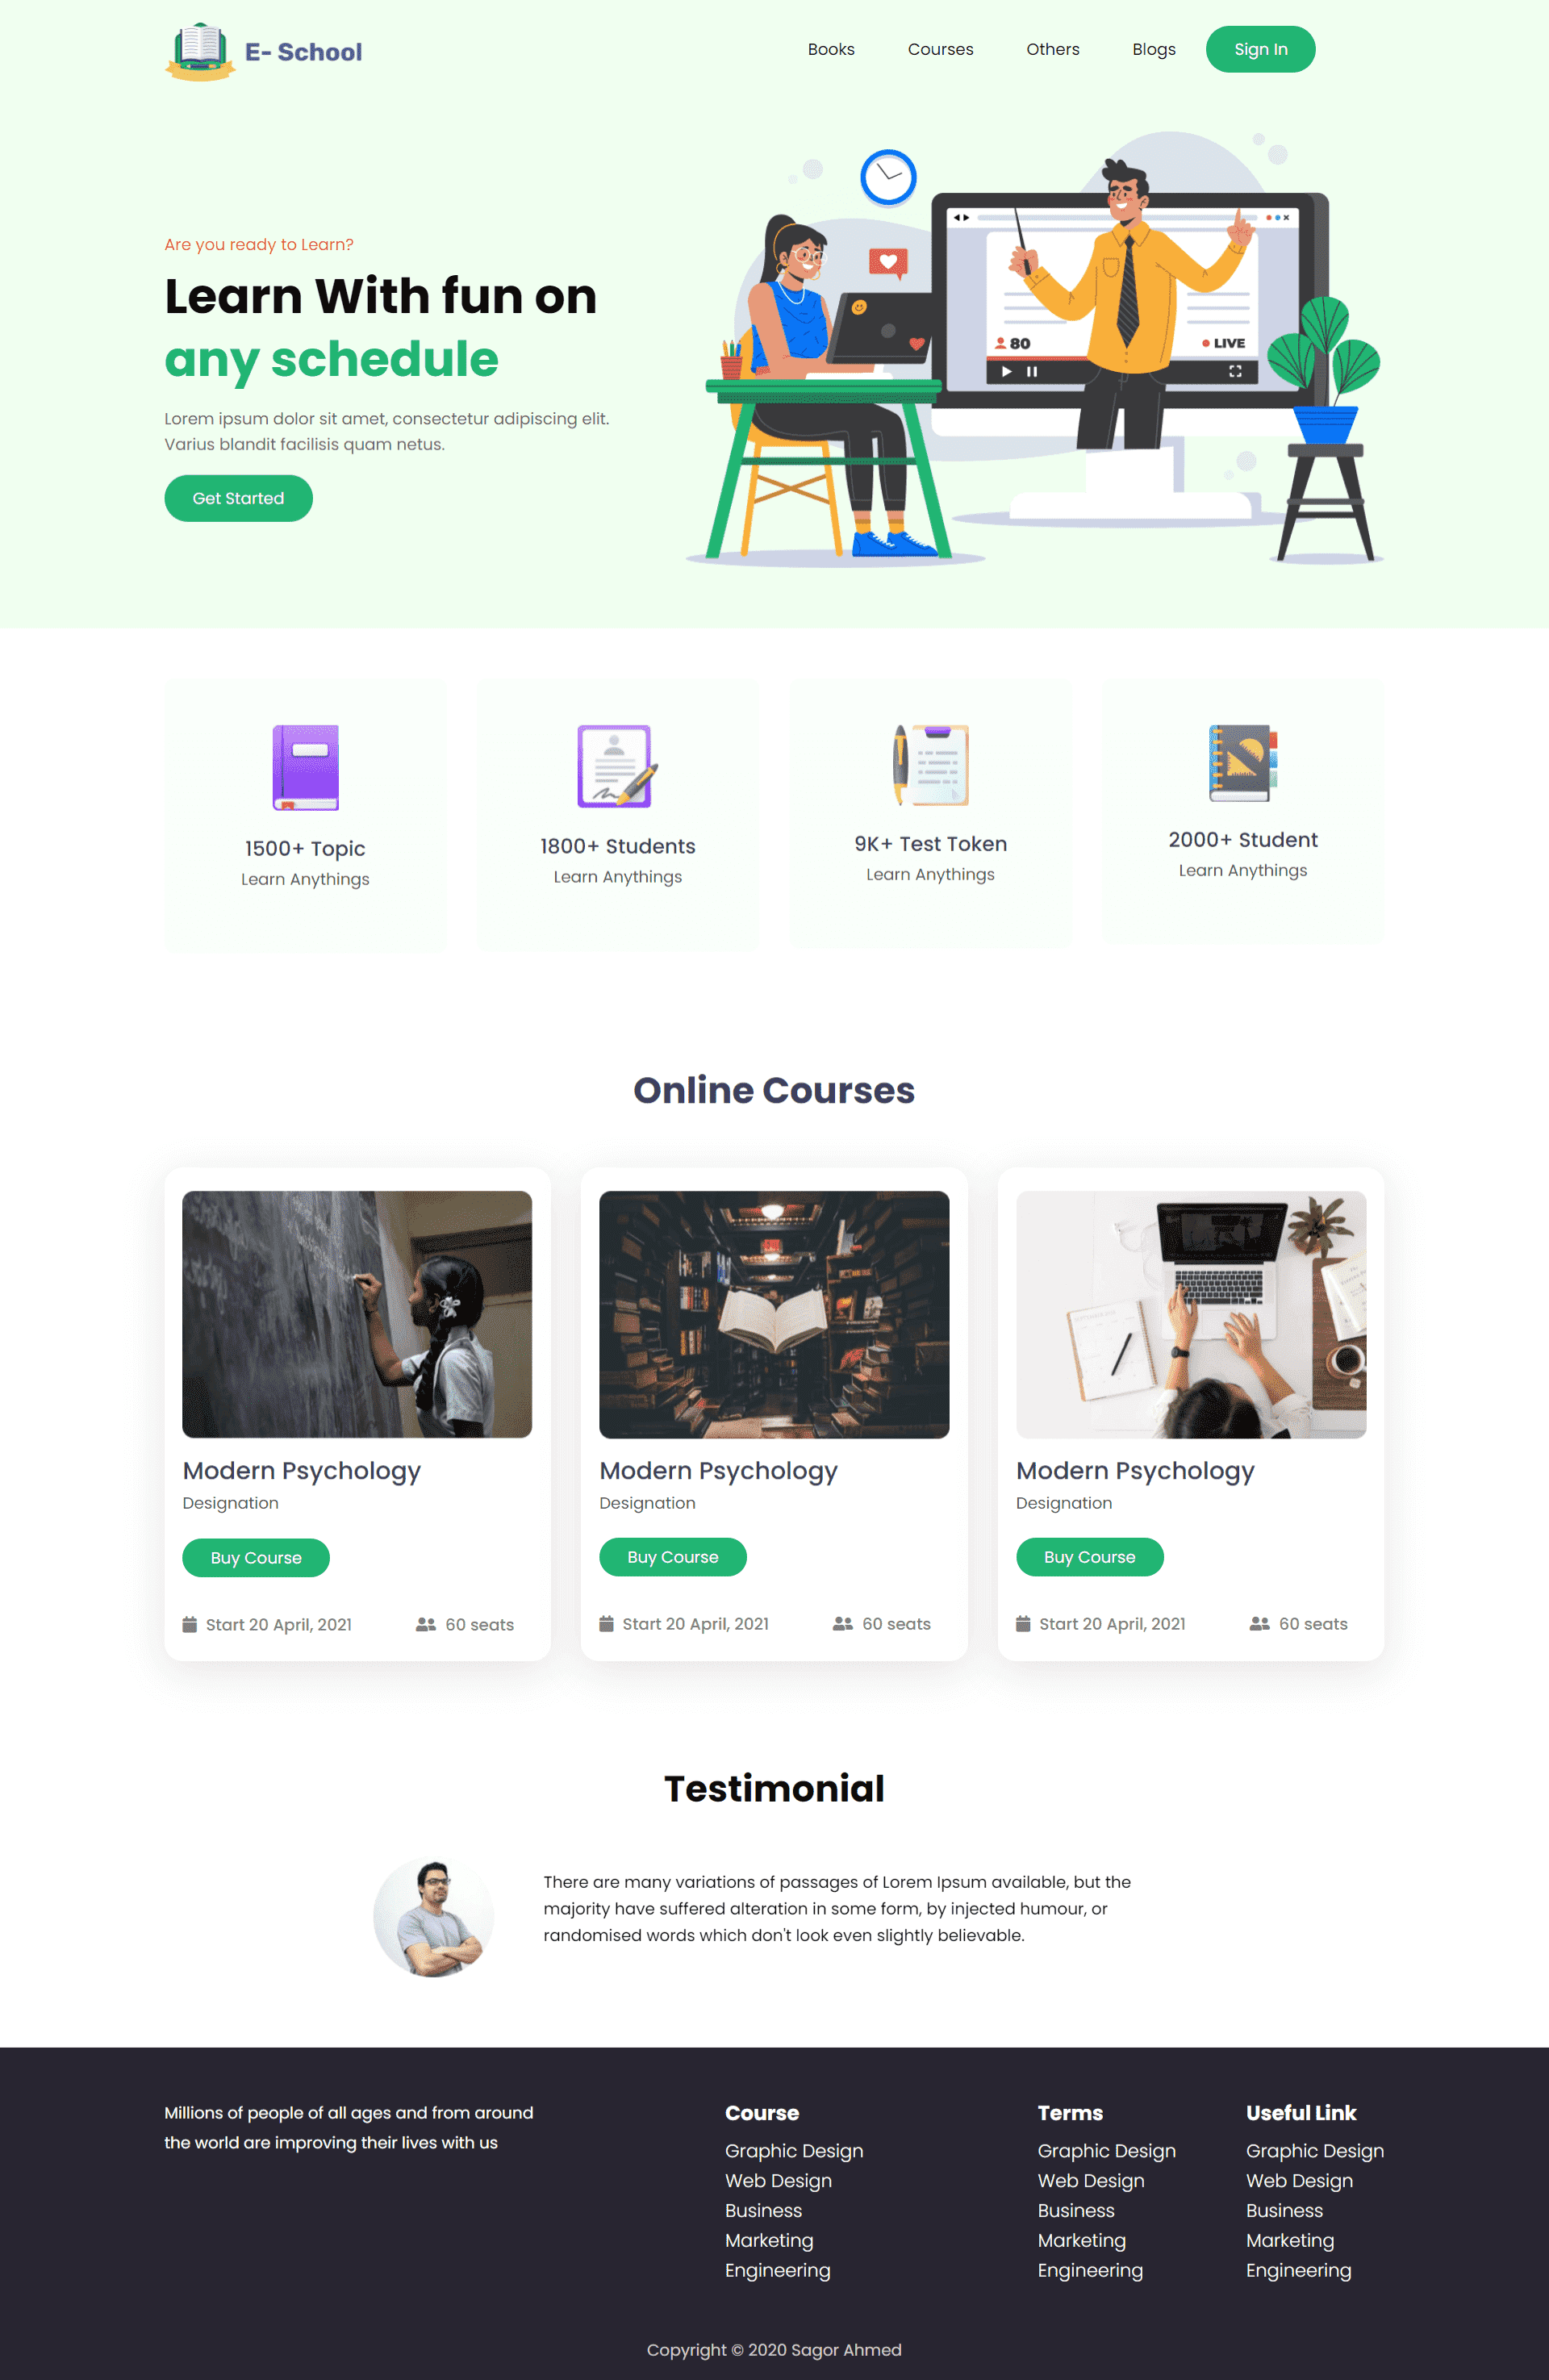 E- School
Books
Courses
Others
Blogs
Sign In
Are you ready to Learn?
Learn With fun on
any schedule
Lorem ipsum dolor sit amet, consectetur adipiscing elit.
Varius blandit facilisis quam netus.
Get Started
80
LIVE
1500+ Topic
Learn Anythings
1800+ Students
Learn Anythings
9K+ Test Token
Learn Anythings
2000+ Student
Learn Anythings
Online Courses
Modern Psychology
Designation
Buy Course
Start 20 April, 2021
60 seats
Modern Psychology
Designation
Buy Course
Start 20 April, 2021
60 seats
Modern Psychology
Designation
Buy Course
Start 20 April, 2021
60 seats
Testimonial
There are many variations of passages of Lorem Ipsum available, but the
majority have suffered alteration in some form, by injected humour, or
randomised words which don't look even slightly believable.
Millions of people of all ages and from around
the world are improving their lives with us
Course
Graphic Design
Web Design
Business
Marketing
Engineering
Terms
Graphic Design
Web Design
Business
Marketing
Engineering
Useful Link
Graphic Design
Web Design
Business
Marketing
Engineering
Copyright © 2020 Sagor Ahmed